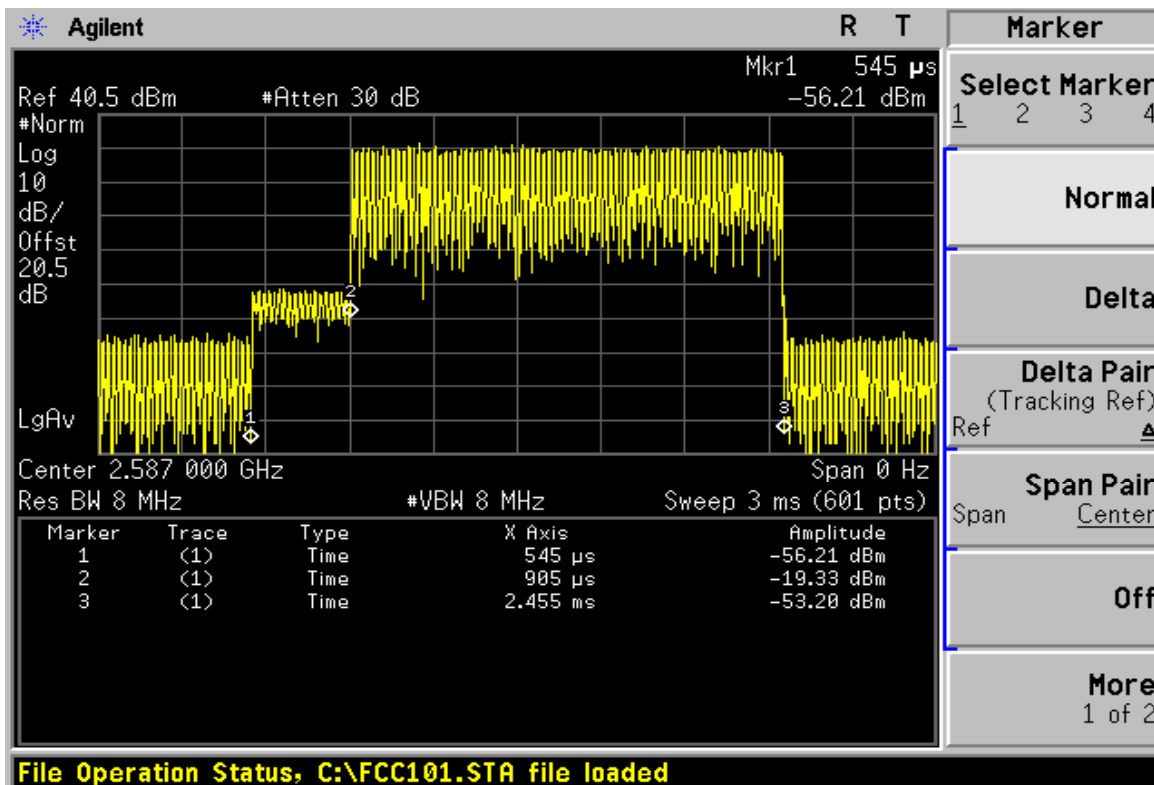 Agilent R T
Mkr1 545 µs
Ref 40.5 dBm #Atten 30 dB -56.21 dBm
#Norm
Log
10
dB/
Offst
20.5
dB
LgAv
1
2
3
Center 2.587 000 GHz Span 0 Hz
Res BW 8 MHz #VBW 8 MHz Sweep 3 ms (601 pts)
Marker Trace Type X Axis Amplitude
1 (1) Time 545 µs -56.21 dBm
2 (1) Time 905 µs -19.33 dBm
3 (1) Time 2.455 ms -53.20 dBm
File Operation Status, C:\FCC101.STA file loaded
Marker
Select Marker
1 2 3 4
Normal
Delta
Delta Pair
(Tracking Ref)
Ref Δ
Span Pair
Span Center
Off
More
1 of 2